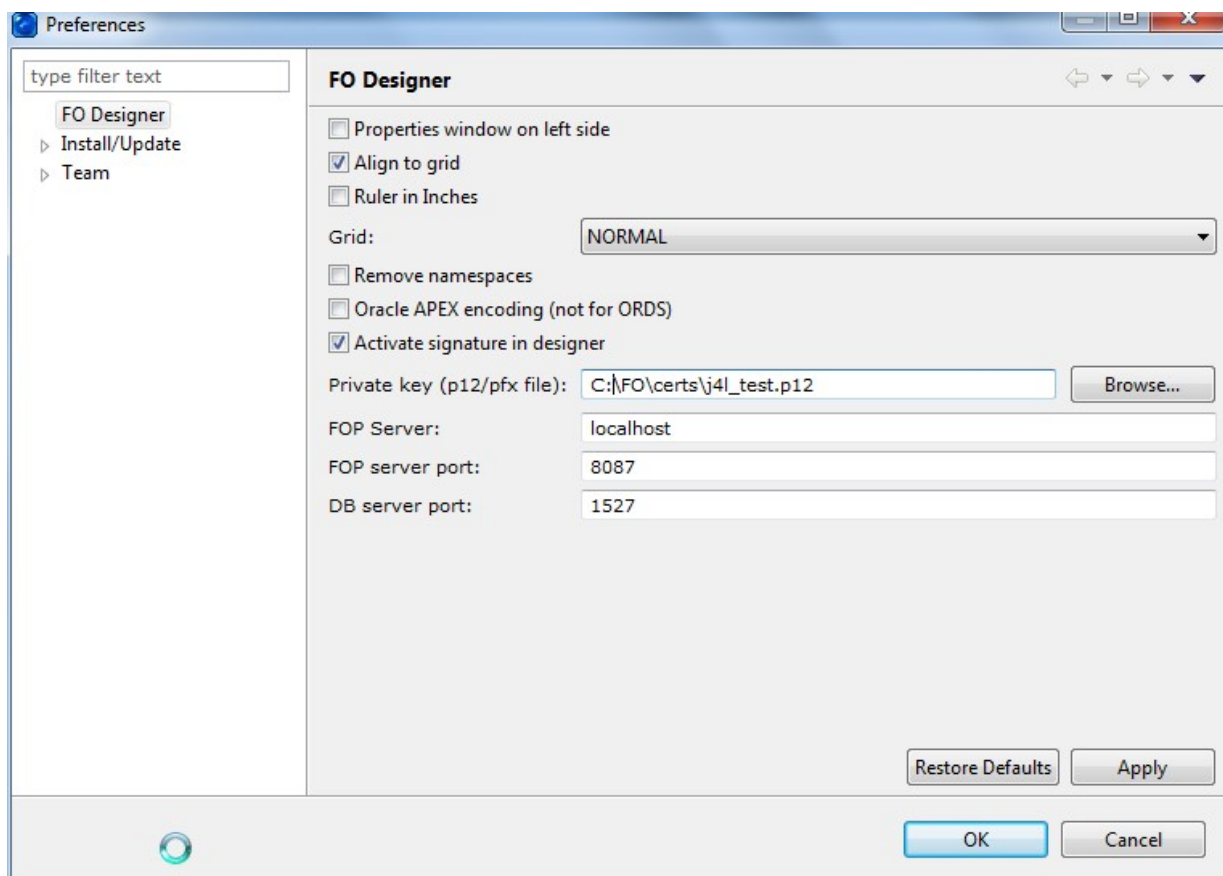 Preferences
type filter text
FO Designer
Install/Update
Team
FO Designer
Properties window on left side
Align to grid
Ruler in Inches
Grid: NORMAL
Remove namespaces
Oracle APEX encoding (not for ORDS)
Activate signature in designer
Private key (p12/pfx file): C:\FO\certs\j4l_test.p12 Browse...
FOP Server: localhost
FOP server port: 8087
DB server port: 1527
Restore Defaults Apply
OK Cancel